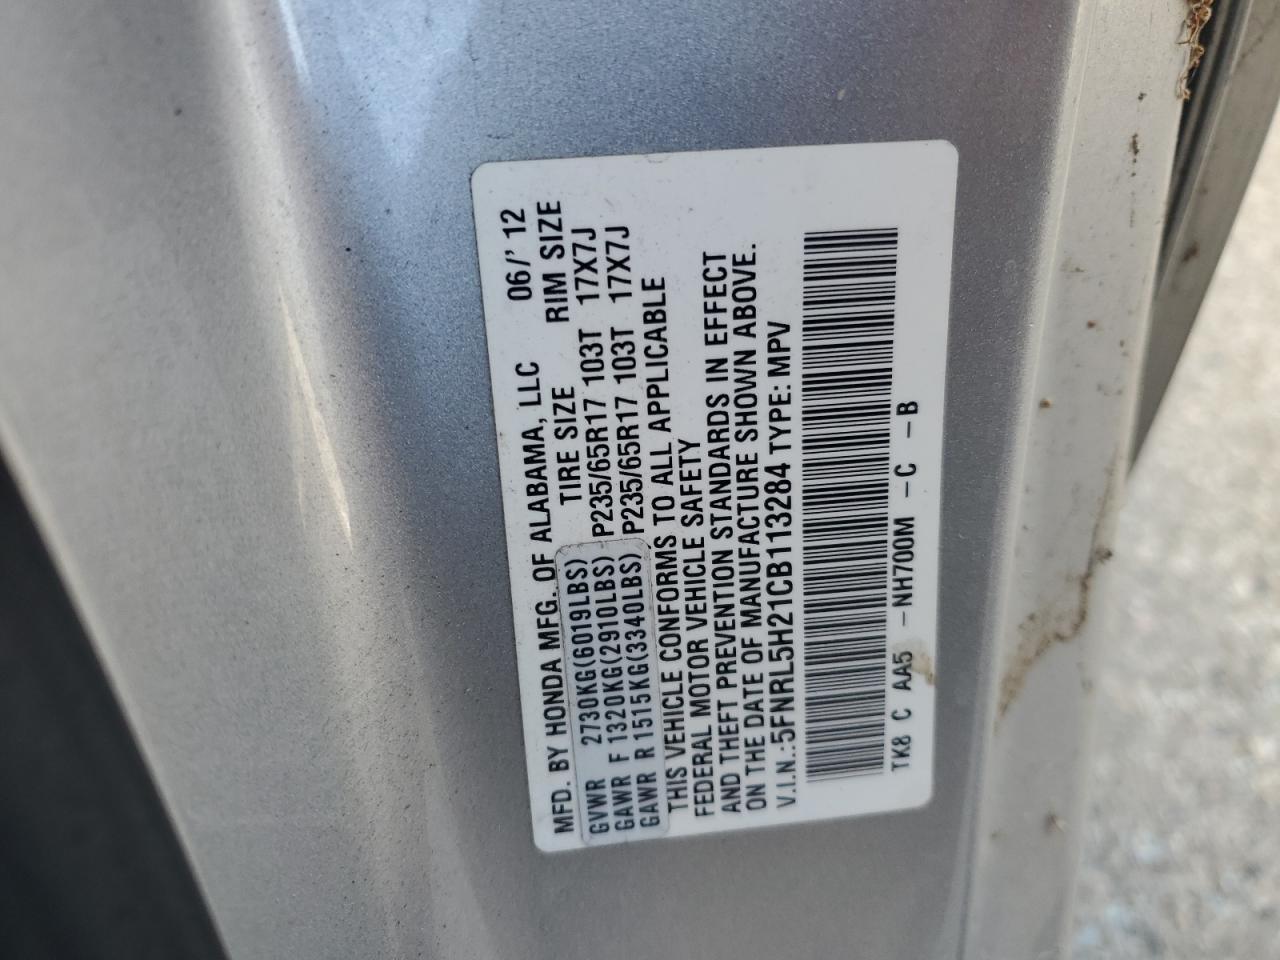 MFD. BY HONDA MFG. OF ALABAMA, LLC 06/'12
TIRE SIZE RIM SIZE
GVWR 2730KG(6019LBS)
GAWR F 1320KG(2910LBS) P235/65R17 103T 17X7J
GAWR R 1515KG(3340LBS) P235/65R17 103T 17X7J
THIS VEHICLE CONFORMS TO ALL APPLICABLE
FEDERAL MOTOR VEHICLE SAFETY
AND THEFT PREVENTION STANDARDS IN EFFECT
ON THE DATE OF MANUFACTURE SHOWN ABOVE.
V.I.N.:5FNRL5H21CB113284 TYPE: MPV
TK8 C AA5 -NH700M -C -B